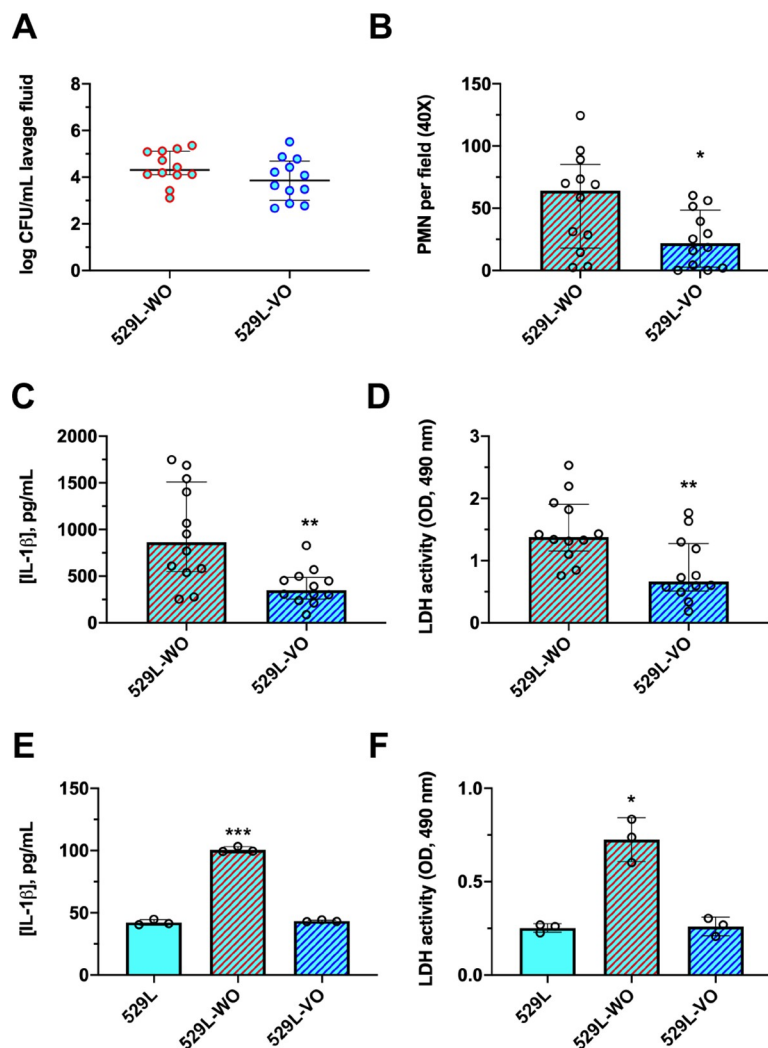 A
log CFU/mL lavage fluid
8
6
4
2
0
529L-WO
529L-VO
B
PMN per field (40X)
150
100
50
0
*
529L-WO
529L-VO
C
[IL-1β], pg/mL
2000
1500
1000
500
0
**
529L-WO
529L-VO
D
LDH activity (OD, 490 nm)
3
2
1
0
**
529L-WO
529L-VO
E
[IL-1β], pg/mL
150
100
50
0
***
529L
529L-WO
529L-VO
F
LDH activity (OD, 490 nm)
1.0
0.5
0.0
*
529L
529L-WO
529L-VO